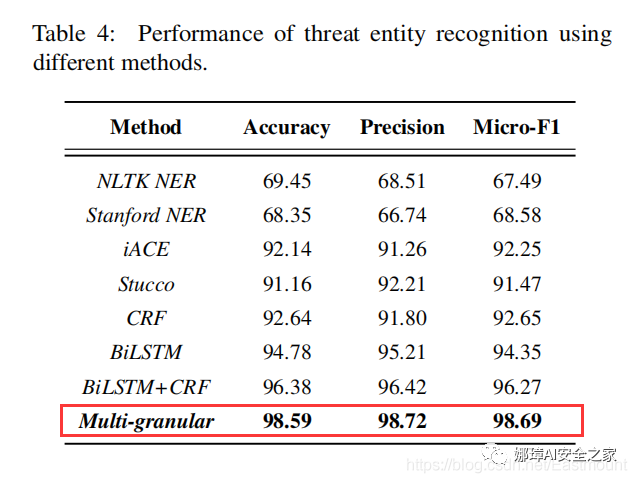 Table 4: Performance of threat entity recognition using
different methods.
Method Accuracy Precision Micro-F1
NLTK NER 69.45 68.51 67.49
Stanford NER 68.35 66.74 68.58
iACE 92.14 91.26 92.25
Stucco 91.16 92.21 91.47
CRF 92.64 91.80 92.65
BiLSTM 94.78 95.21 94.35
BiLSTM+CRF 96.38 96.42 96.27
Multi-granular 98.59 98.72 98.69
娜璋AI安全之家
https://blog.csdn.net/Eastmount